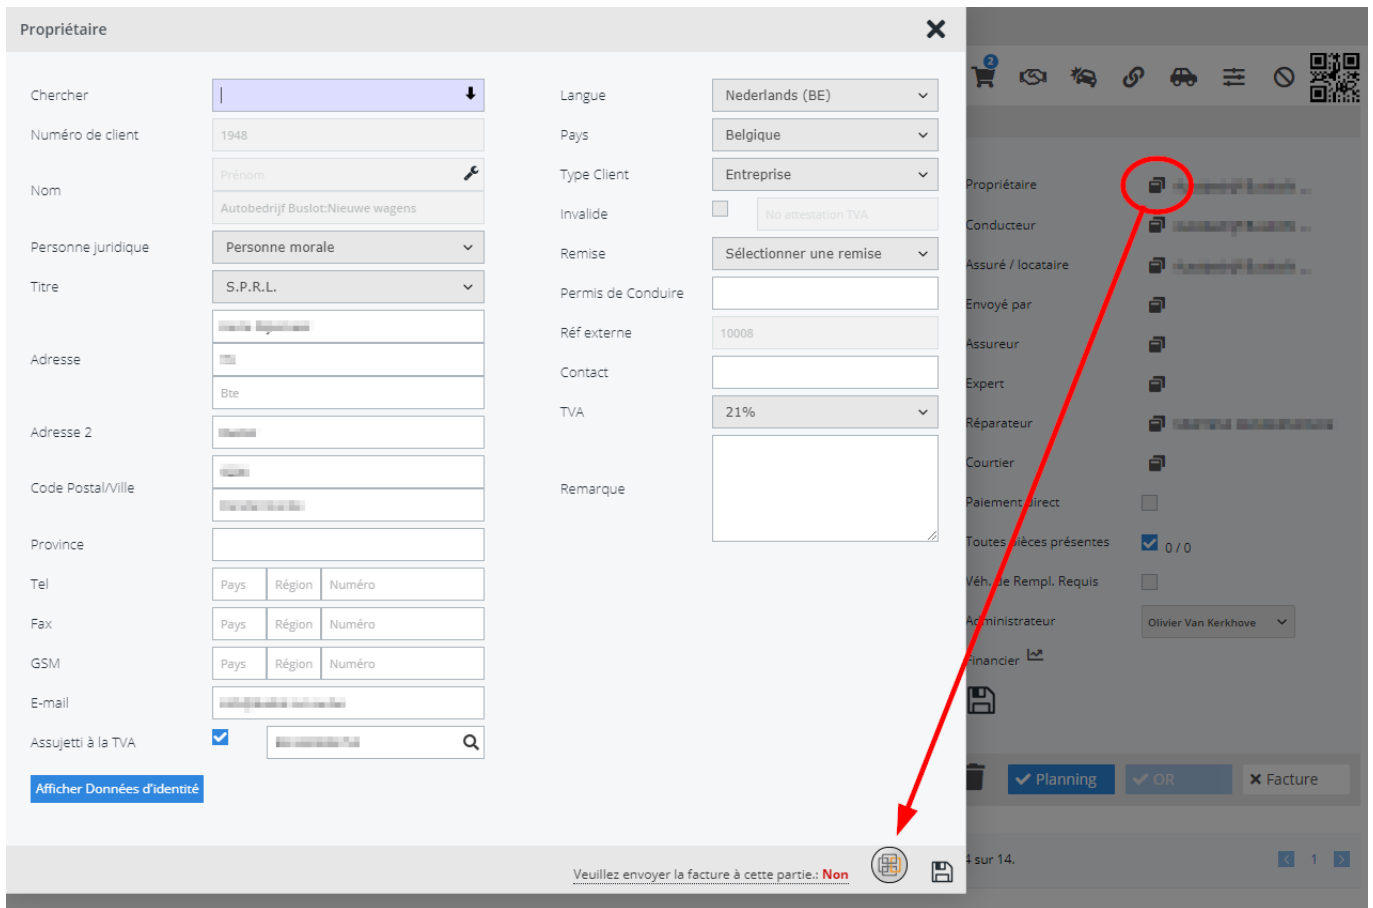 Propriétaire
Chercher
Numéro de client
1948
Nom
Prénom
Autobedrijf Buslot:Nieuwe wagens
Personne juridique
Personne morale
Titre
S.P.R.L.
Adresse
Bte
Adresse 2
Code Postal/Ville
Province
Tel
Pays Région Numéro
Fax
Pays Région Numéro
GSM
Pays Région Numéro
E-mail
Assujetti à la TVA
Afficher Données d'identité
Langue
Nederlands (BE)
Pays
Belgique
Type Client
Entreprise
Invalide
No attestation TVA
Remise
Sélectionner une remise
Permis de Conduire
Réf externe
10008
Contact
TVA
21%
Remarque
Veuillez envoyer la facture à cette partie.: Non
2
Propriétaire
Conducteur
Assuré / locataire
Envoyé par
Assureur
Expert
Réparateur
Courtier
Paiement direct
Toutes pièces présentes
0 / 0
Véh. de Rempl. Requis
Administrateur
Olivier Van Kerkhove
Financier
Planning
OR
Facture
4 sur 14.
1